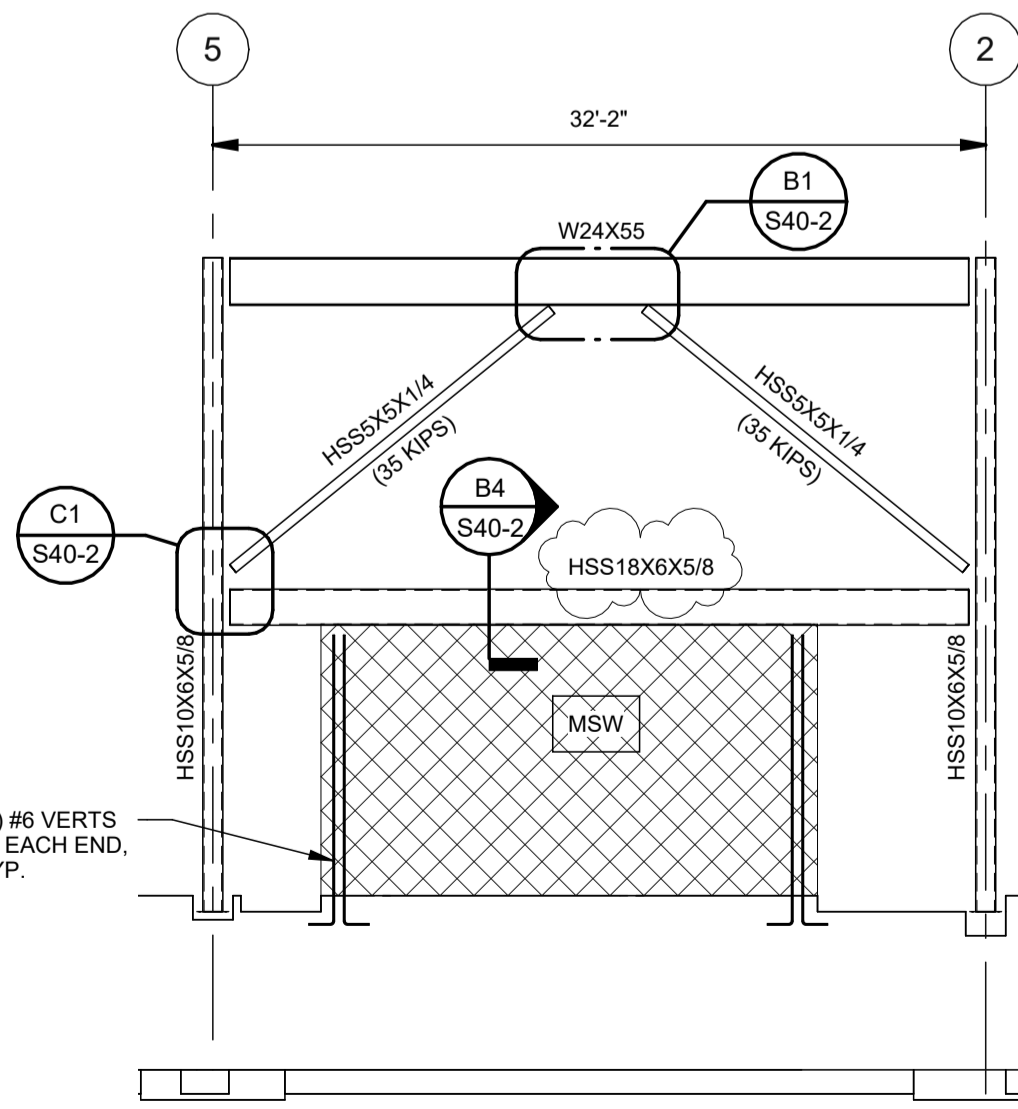 5
2
32'-2"
B1
S40-2
W24X55
HSS5X5X1/4
(35 KIPS)
HSS5X5X1/4
(35 KIPS)
B4
S40-2
C1
S40-2
HSS18X6X5/8
HSS10X6X5/8
HSS10X6X5/8
MSW
) #6 VERTS
EACH END,
YP.